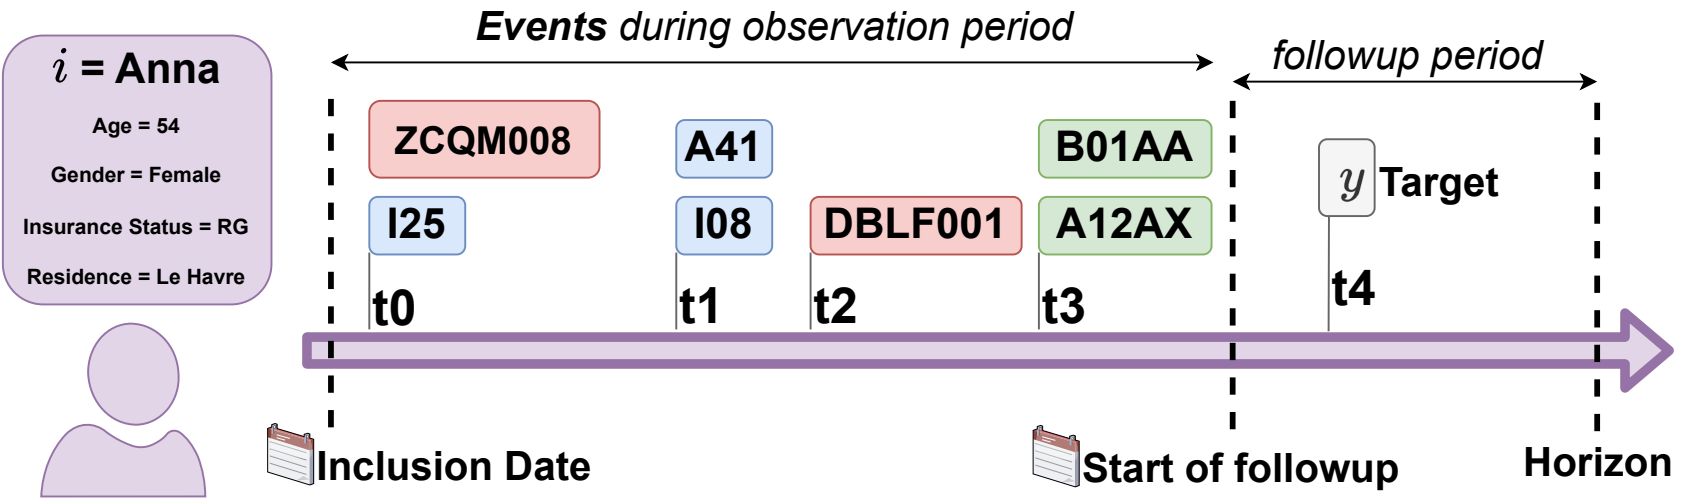 i = Anna
Age = 54
Gender = Female
Insurance Status = RG
Residence = Le Havre
Events during observation period
followup period
ZCQM008
I25
A41
I08
DBLF001
B01AA
A12AX
y Target
t0
t1
t2
t3
t4
Inclusion Date
Start of followup
Horizon